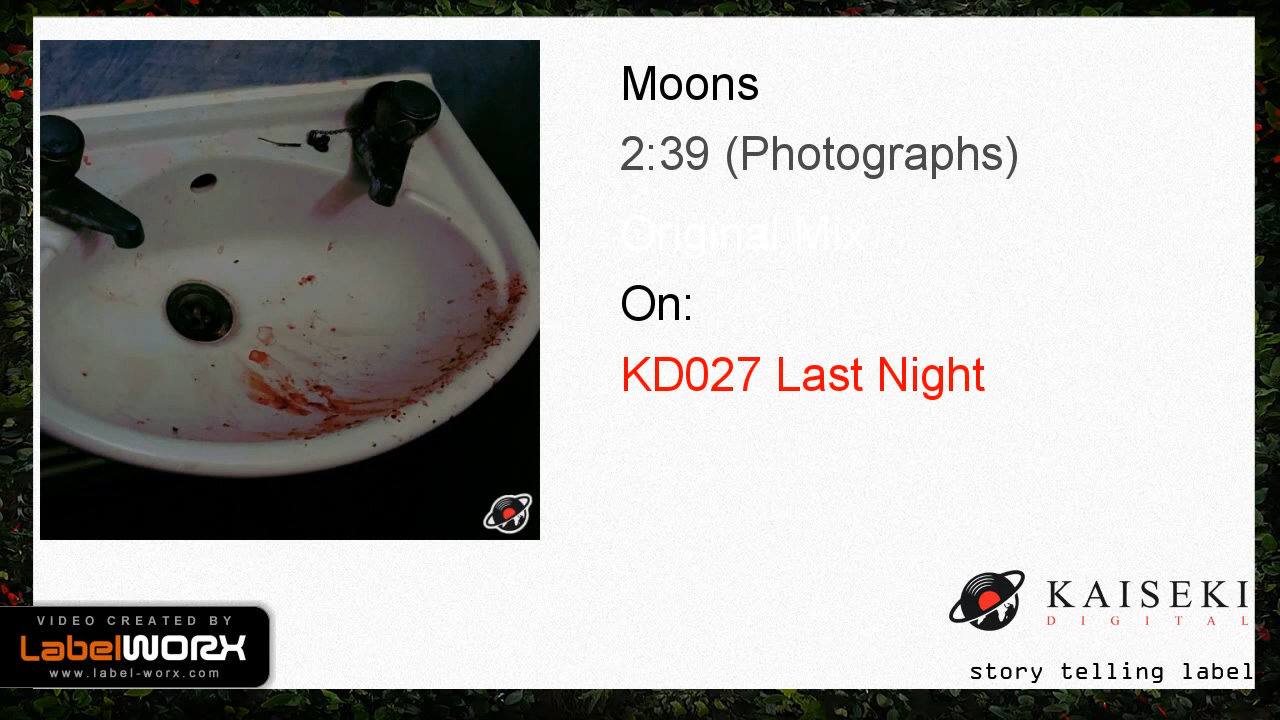 Moons
2:39 (Photographs)
Original Mix
On:
KD027 Last Night
KAISEKI
DIGITAL
story telling label
VIDEO CREATED BY
LabelWORX
www.label-worx.com